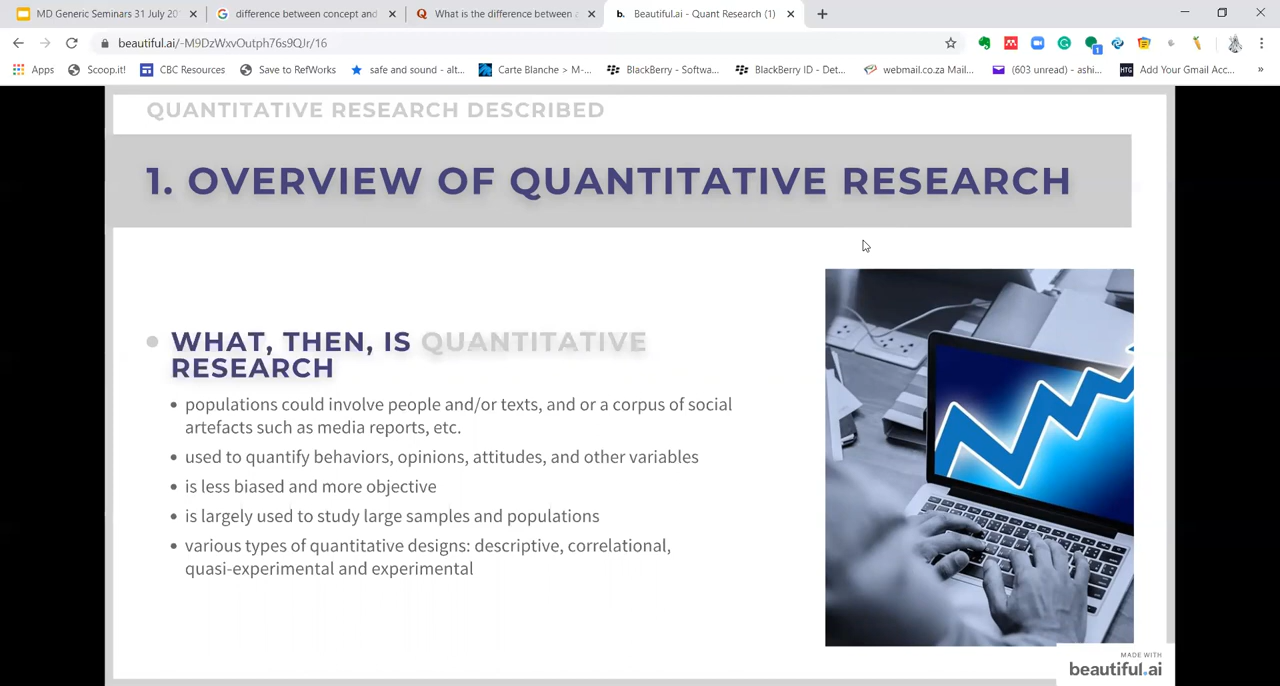 MD Generic Seminars 31 July 20
difference between concept and
What is the difference between a
b. Beautiful.ai - Quant Research (1)
beautiful.ai/-M9DzWxvOutph76s9QJr/16
Apps
Scoop.it!
CBC Resources
Save to RefWorks
safe and sound - alt...
Carte Blanche > M-...
BlackBerry - Softwa...
BlackBerry ID - Det...
webmail.co.za Mail...
(603 unread) - ashi...
HTG Add Your Gmail Acc...
»
QUANTITATIVE RESEARCH DESCRIBED
1. OVERVIEW OF QUANTITATIVE RESEARCH
WHAT, THEN, IS QUANTITATIVE
RESEARCH
• populations could involve people and/or texts, and or a corpus of social
artefacts such as media reports, etc.
• used to quantify behaviors, opinions, attitudes, and other variables
• is less biased and more objective
• is largely used to study large samples and populations
• various types of quantitative designs: descriptive, correlational,
quasi-experimental and experimental
MADE WITH
beautiful.ai